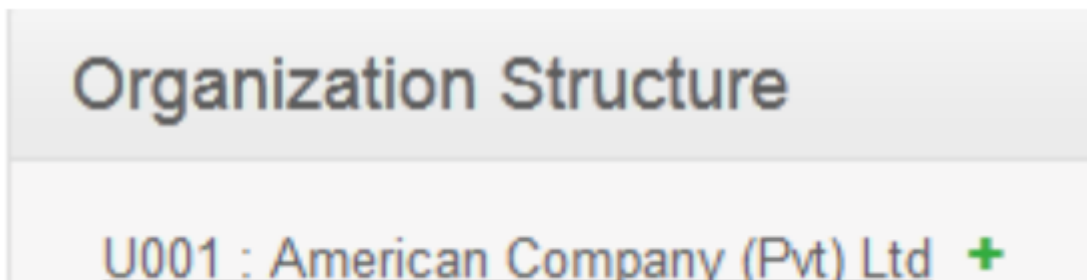 Organization Structure
U001 : American Company (Pvt) Ltd +